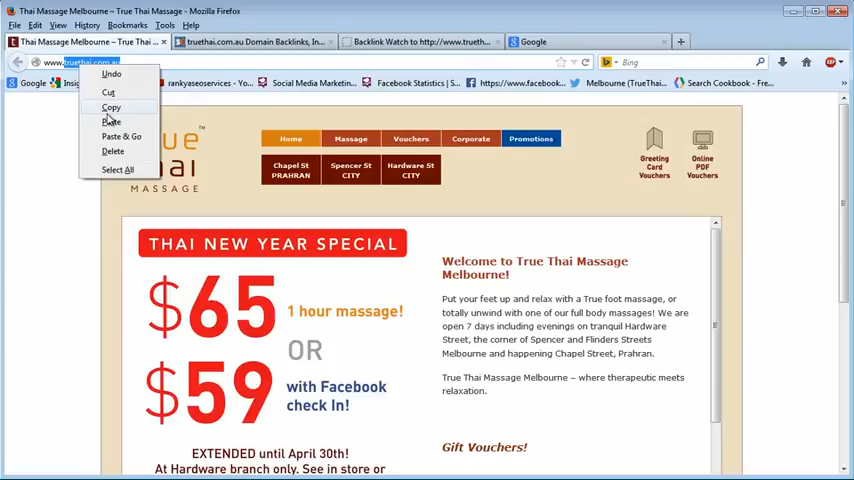 Thai Massage Melbourne – True Thai Massage - Mozilla Firefox
File Edit View History Bookmarks Tools Help
Thai Massage Melbourne – True Thai M... × truethai.com.au Domain Backlinks, In... × Backlink Watch to http://www.trueth... × Google × +
www.truethai.com.au Bing
Google rankyaseoservices - Go... Social Media Marketin... Facebook Statistics | S... https://www.facebook... Melbourne (TrueThai... Search Cookbook - Fre...
Undo
Cut
Copy
Paste
Paste & Go
Delete
Select All
MASSAGE
TM
Home Massage Vouchers Corporate Promotions
Chapel St PRAHRAN
Spencer St CITY
Hardware St CITY
Greeting Card Vouchers
Online PDF Vouchers
THAI NEW YEAR SPECIAL
$65 1 hour massage!
OR
$59 with Facebook check In!
EXTENDED until April 30th!
At Hardware branch only. See in store or
Welcome to True Thai Massage
Melbourne!
Put your feet up and relax with a True foot massage, or
totally unwind with one of our full body massages! We are
open 7 days including evenings on tranquil Hardware
Street, the corner of Spencer and Flinders Streets
Melbourne and happening Chapel Street, Prahran.
True Thai Massage Melbourne – where therapeutic meets
relaxation.
Gift Vouchers!